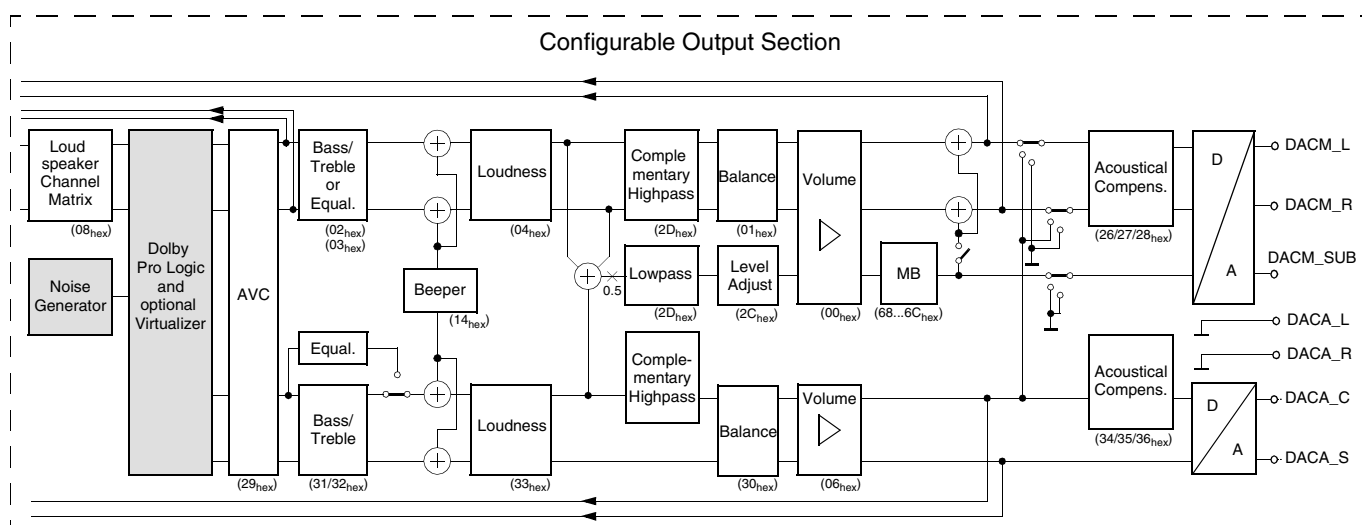 Configurable Output Section
Loud
speaker
Channel
Matrix
(08hex)
Noise
Generator
Dolby
Pro Logic
and
optional
Virtualizer
AVC
(29hex)
Bass/
Treble
or
Equal.
(02hex)
(03hex)
Equal.
Bass/
Treble
(31/32hex)
Beeper
(14hex)
Loudness
(04hex)
Loudness
(33hex)
0.5
Comple
mentary
Highpass
(2Dhex)
Lowpass
(2Dhex)
Comple-
mentary
Highpass
Balance
(01hex)
Level
Adjust
(2Chex)
Balance
(30hex)
Volume
(00hex)
Volume
(06hex)
MB
(68...6Chex)
Acoustical
Compens.
(26/27/28hex)
Acoustical
Compens.
(34/35/36hex)
D
A
D
A
DACM_L
DACM_R
DACM_SUB
DACA_L
DACA_R
DACA_C
DACA_S